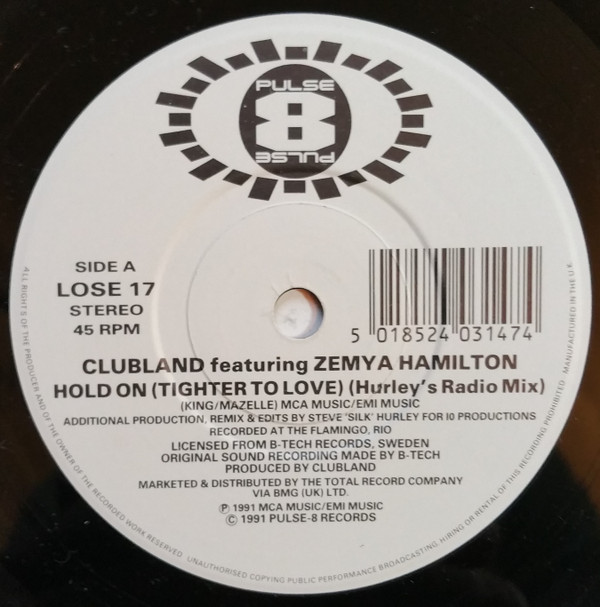 PULSE
8
PULSE
SIDE A
LOSE 17
STEREO
45 RPM
5 018524 031474
CLUBLAND featuring ZEMYA HAMILTON
HOLD ON (TIGHTER TO LOVE) (Hurley's Radio Mix)
(KING/MAZELLE) MCA MUSIC/EMI MUSIC
ADDITIONAL PRODUCTION, REMIX & EDITS BY STEVE 'SILK' HURLEY FOR I0 PRODUCTIONS
RECORDED AT THE FLAMINGO, RIO
LICENSED FROM B-TECH RECORDS, SWEDEN
ORIGINAL SOUND RECORDING MADE BY B-TECH
PRODUCED BY CLUBLAND
MARKETED & DISTRIBUTED BY THE TOTAL RECORD COMPANY
VIA BMG (UK) LTD.
Ⓟ 1991 MCA MUSIC/EMI MUSIC
© 1991 PULSE-8 RECORDS
ALL RIGHTS OF THE PRODUCER AND OF THE OWNER OF THE RECORDED WORK RESERVED UNAUTHORISED COPYING PUBLIC PERFORMANCE BROADCASTING, HIRING OR RENTAL OF THIS RECORDING PROHIBITED. MANUFACTURED IN THE U.K.